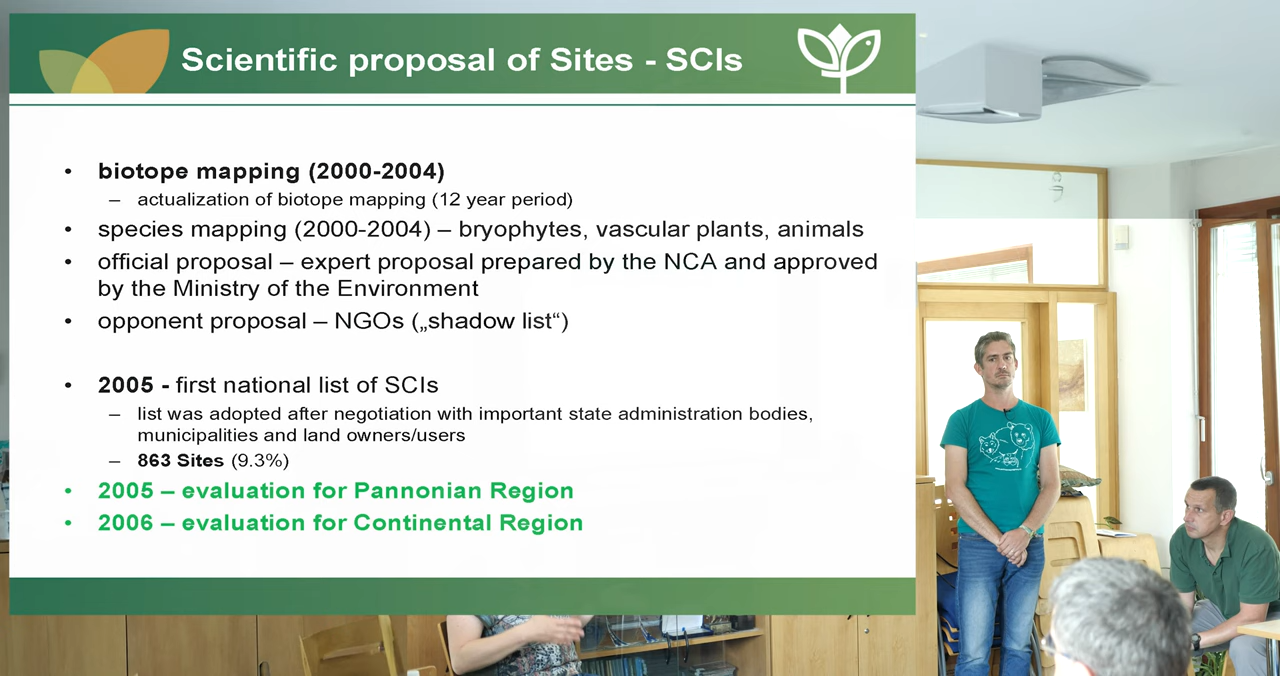 Scientific proposal of Sites - SCIs
• biotope mapping (2000-2004)
– actualization of biotope mapping (12 year period)
• species mapping (2000-2004) – bryophytes, vascular plants, animals
• official proposal – expert proposal prepared by the NCA and approved
by the Ministry of the Environment
• opponent proposal – NGOs („shadow list“)
• 2005 - first national list of SCIs
– list was adopted after negotiation with important state administration bodies,
municipalities and land owners/users
– 863 Sites (9.3%)
• 2005 – evaluation for Pannonian Region
• 2006 – evaluation for Continental Region